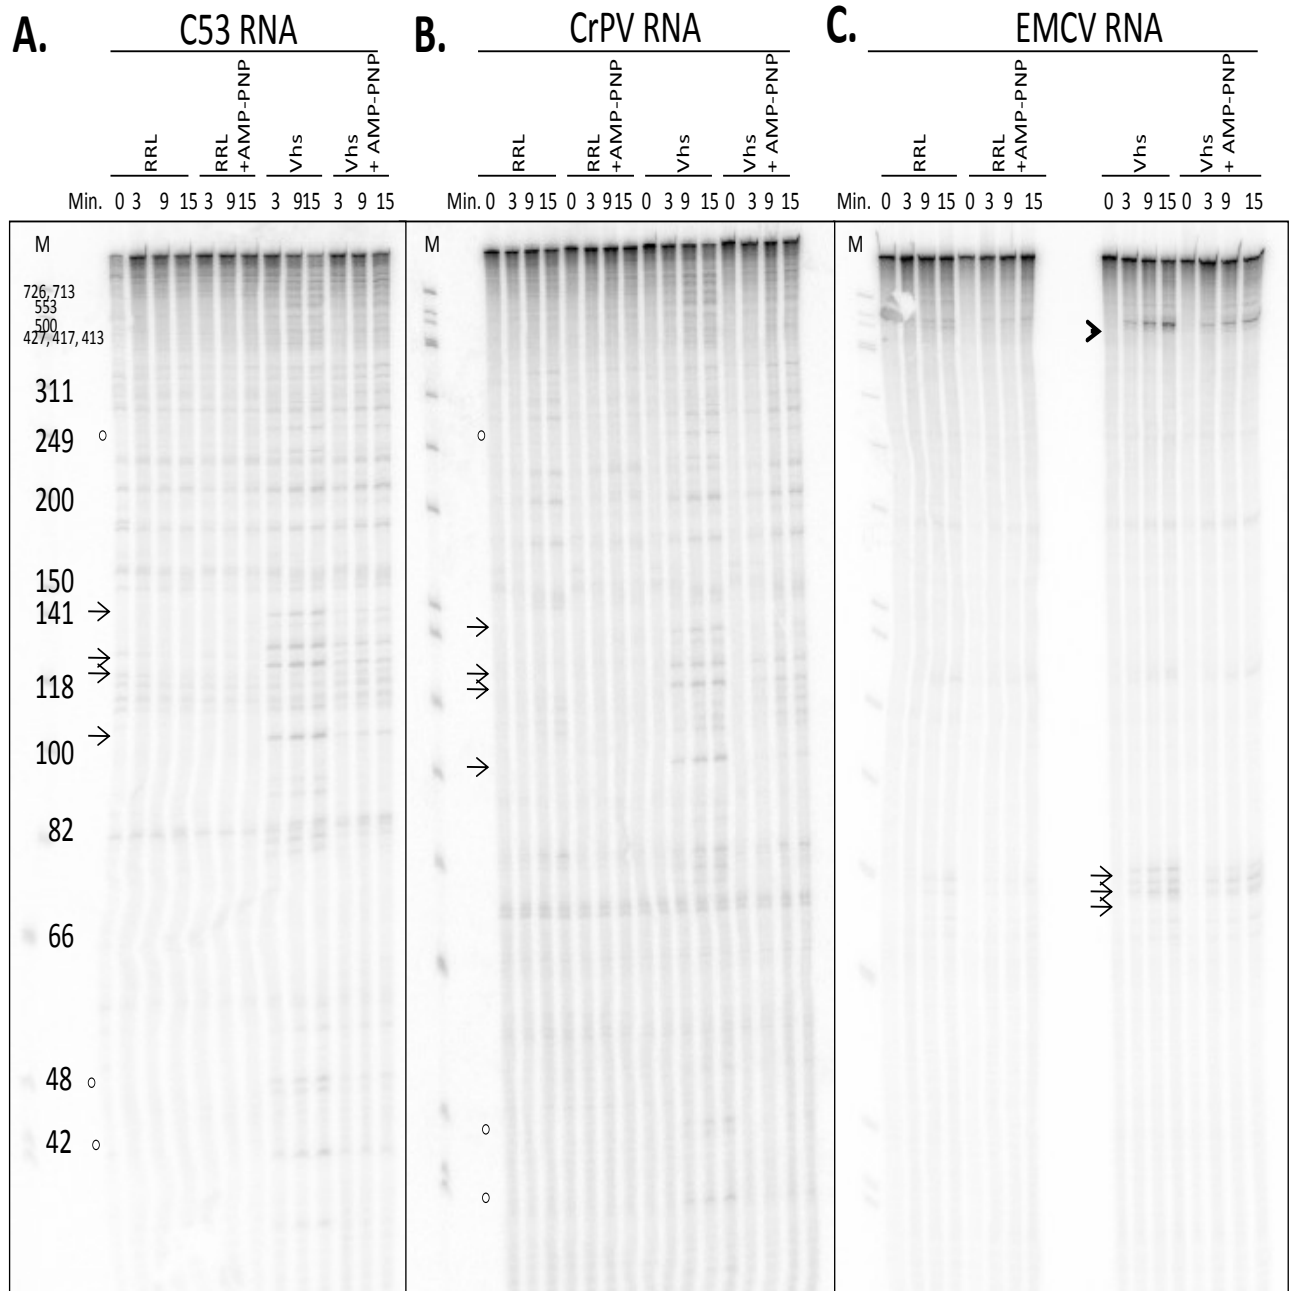 A.
C53 RNA
RRL
RRL
+AMP-PNP
Vhs
Vhs
+ AMP-PNP
Min. 0 3 9 15 3 9 15 3 9 15 3 9 15
M
726, 713
553
500
427, 417, 413
311
249
200
150
141
118
100
82
66
48
42
B.
CrPV RNA
RRL
RRL
+AMP-PNP
Vhs
Vhs
+ AMP-PNP
Min. 0 3 9 15 0 3 9 15 0 3 9 15 0 3 9 15
M
C.
EMCV RNA
RRL
RRL
+AMP-PNP
Vhs
Vhs
+ AMP-PNP
Min. 0 3 9 15 0 3 9 15 0 3 9 15 0 3 9 15
M